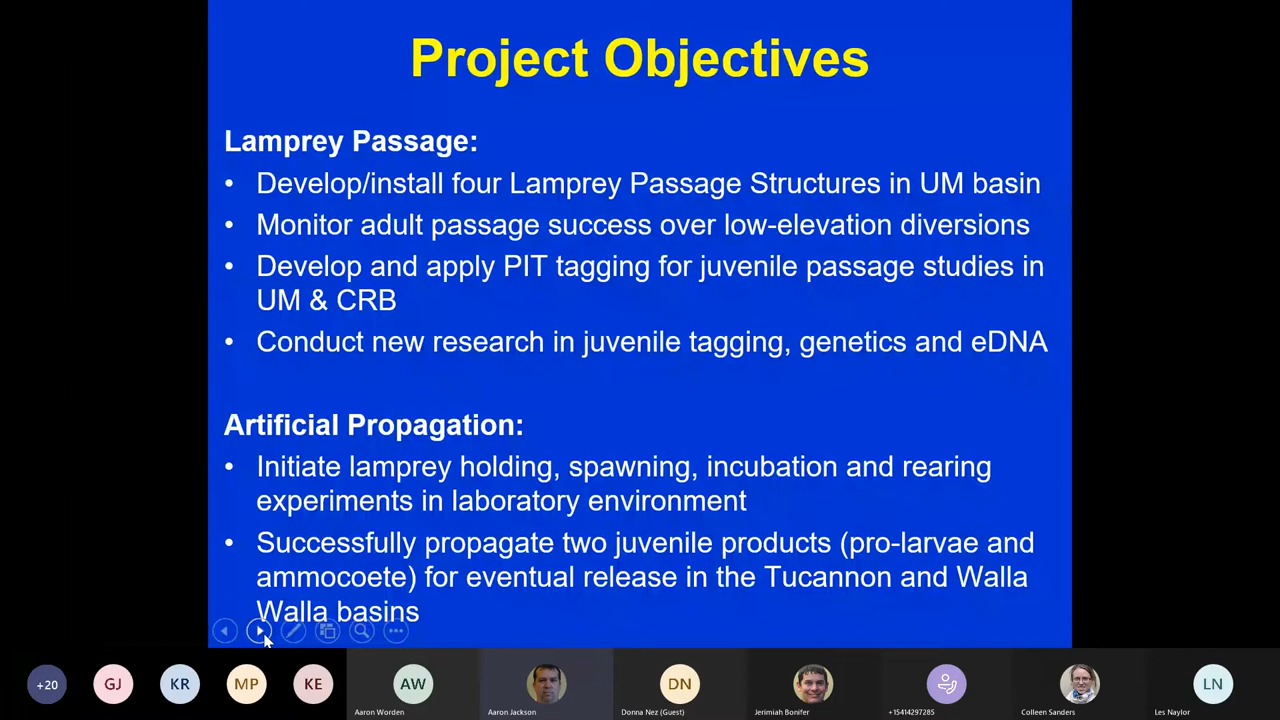 Project Objectives
Lamprey Passage:
• Develop/install four Lamprey Passage Structures in UM basin
• Monitor adult passage success over low-elevation diversions
• Develop and apply PIT tagging for juvenile passage studies in
UM & CRB
• Conduct new research in juvenile tagging, genetics and eDNA
Artificial Propagation:
• Initiate lamprey holding, spawning, incubation and rearing
experiments in laboratory environment
• Successfully propagate two juvenile products (pro-larvae and
ammocoete) for eventual release in the Tucannon and Walla
Walla basins
+20 GJ KR MP KE AW DN LN
Aaron Worden Aaron Jackson Donna Nez (Guest) Jerimiah Bonifer +15414297285 Colleen Sanders Les Naylor